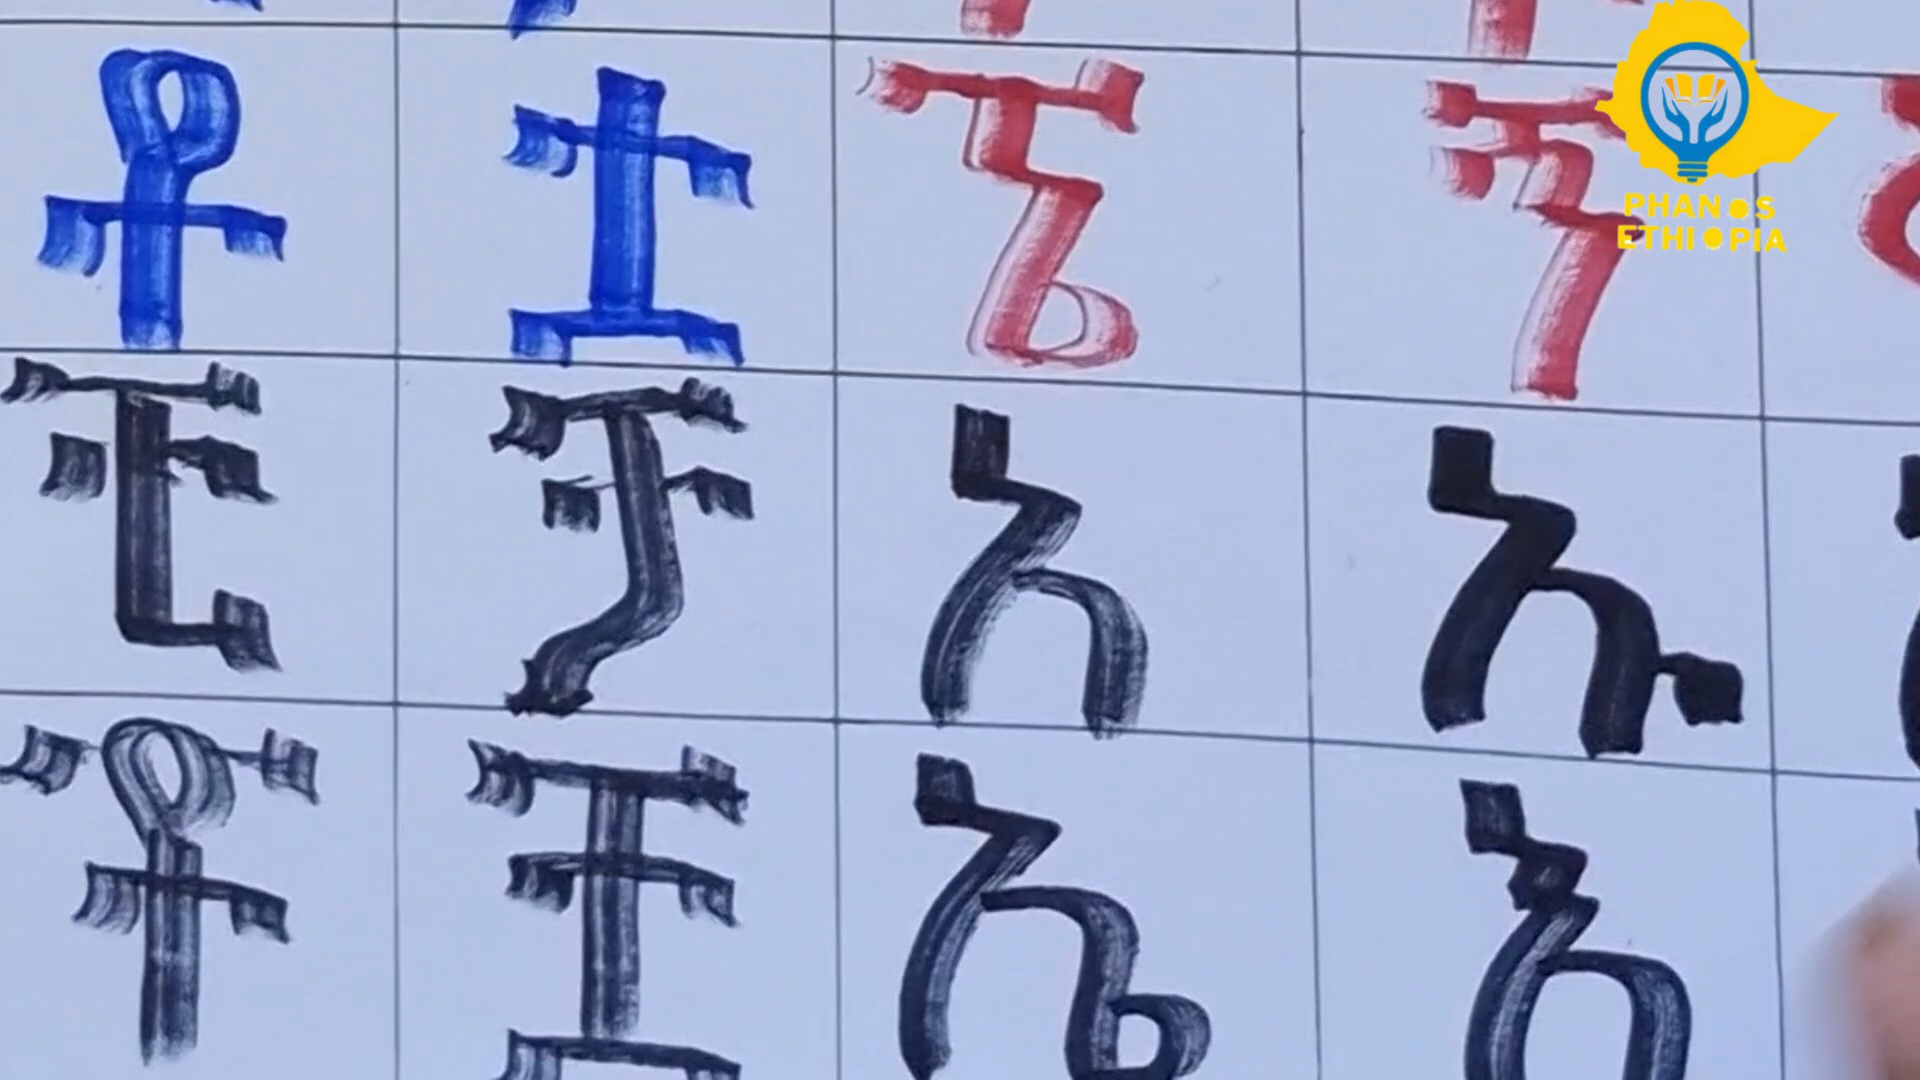 ቶ ቷ ኜ ኝ
PHANOS
ETHIOPIA
ቺ ቻ አ ኡ
ቾ ቿ ኤ እ